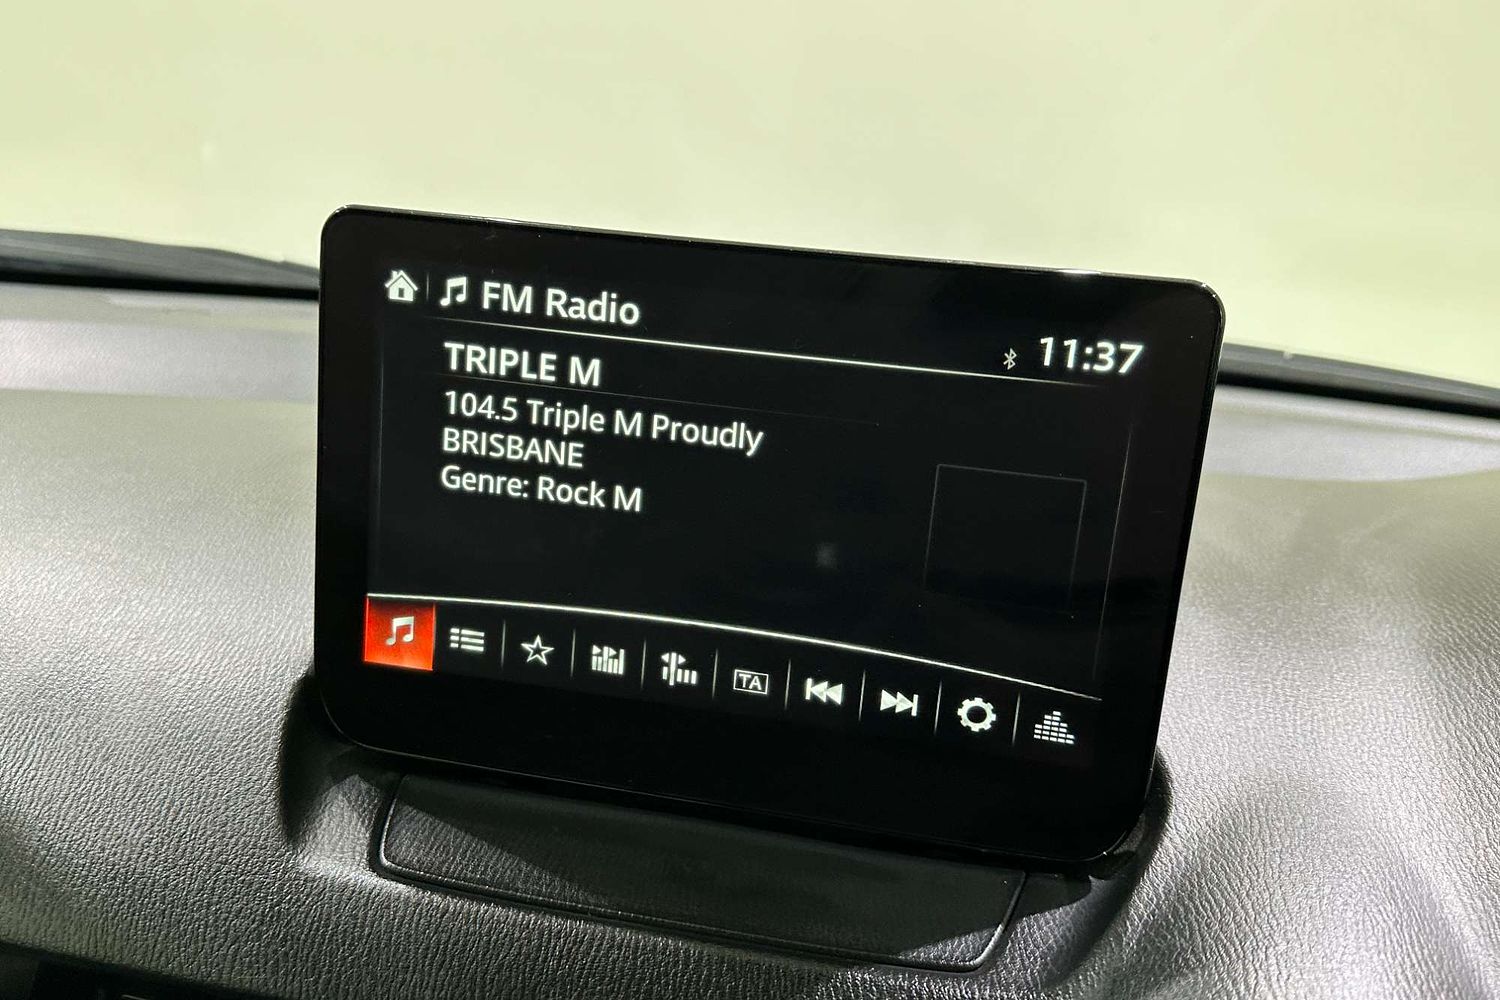 FM Radio
11:37
TRIPLE M
104.5 Triple M Proudly
BRISBANE
Genre: Rock M
TA